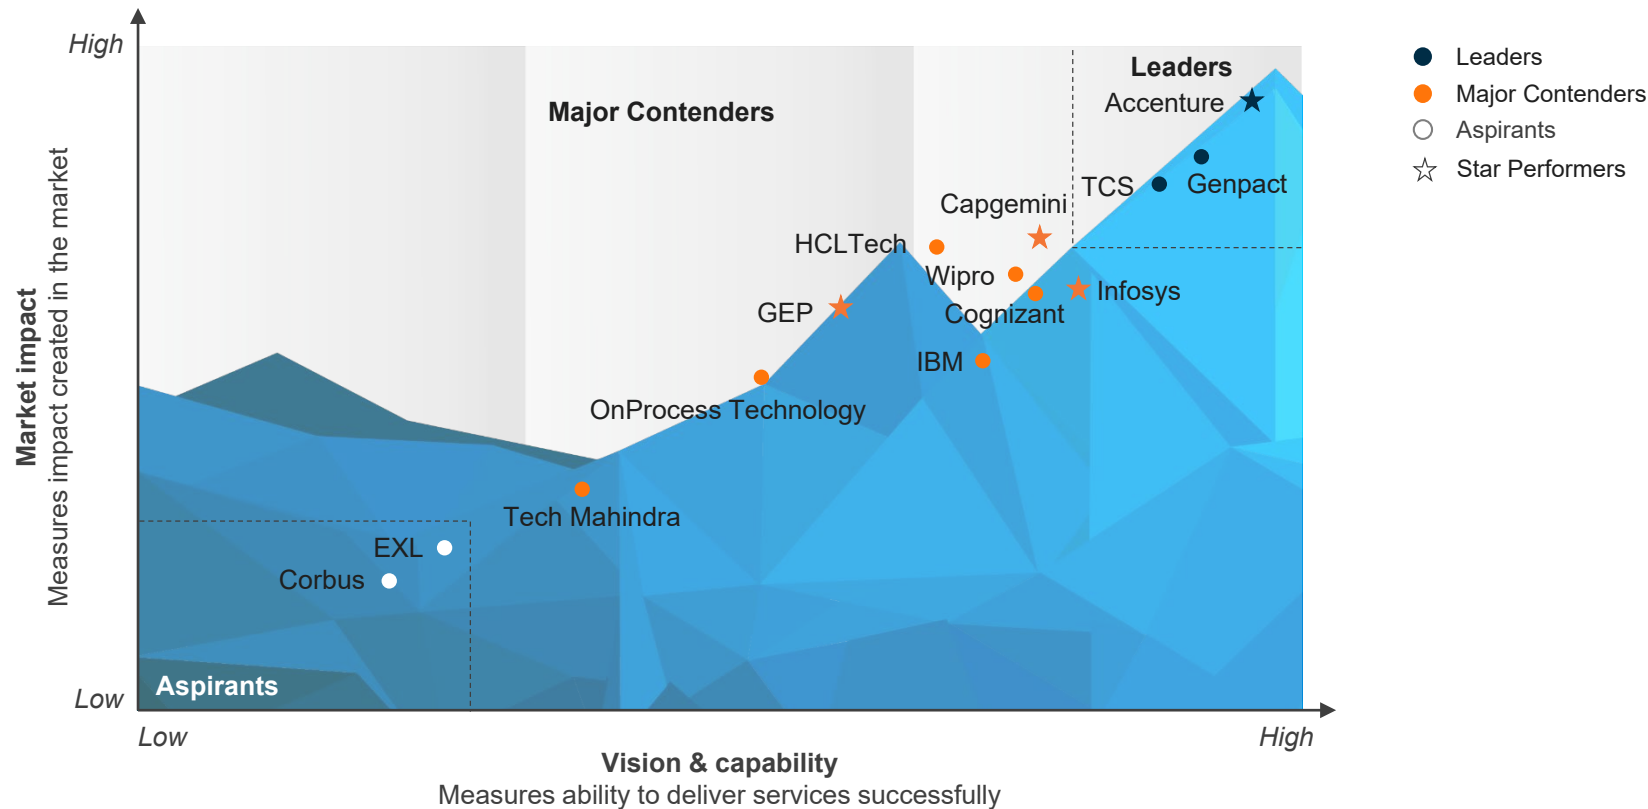 High
Leaders
Accenture
Major Contenders
TCS
Genpact
Capgemini
HCLTech
Wipro
Infosys
GEP
Cognizant
IBM
OnProcess Technology
Tech Mahindra
EXL
Corbus
Aspirants
Low
Market impact
Measures impact created in the market
Low
High
Vision & capability
Measures ability to deliver services successfully
Leaders
Major Contenders
Aspirants
Star Performers